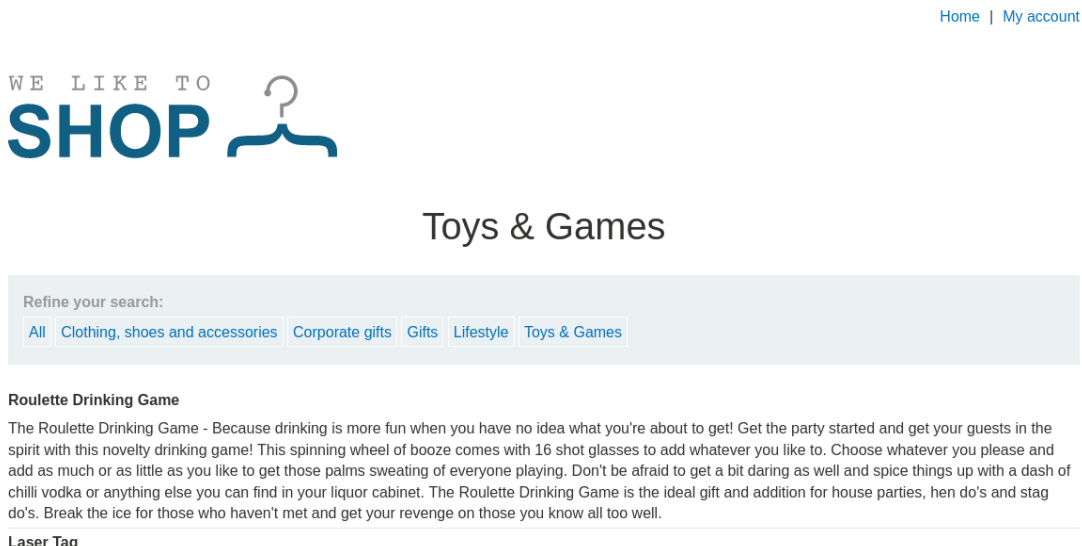 Home | My account
WE LIKE TO
SHOP
Toys & Games
Refine your search:
All Clothing, shoes and accessories Corporate gifts Gifts Lifestyle Toys & Games
Roulette Drinking Game
The Roulette Drinking Game - Because drinking is more fun when you have no idea what you're about to get! Get the party started and get your guests in the
spirit with this novelty drinking game! This spinning wheel of booze comes with 16 shot glasses to add whatever you like to. Choose whatever you please and
add as much or as little as you like to get those palms sweating of everyone playing. Don't be afraid to get a bit daring as well and spice things up with a dash of
chilli vodka or anything else you can find in your liquor cabinet. The Roulette Drinking Game is the ideal gift and addition for house parties, hen do's and stag
do's. Break the ice for those who haven't met and get your revenge on those you know all too well.
Laser Tag